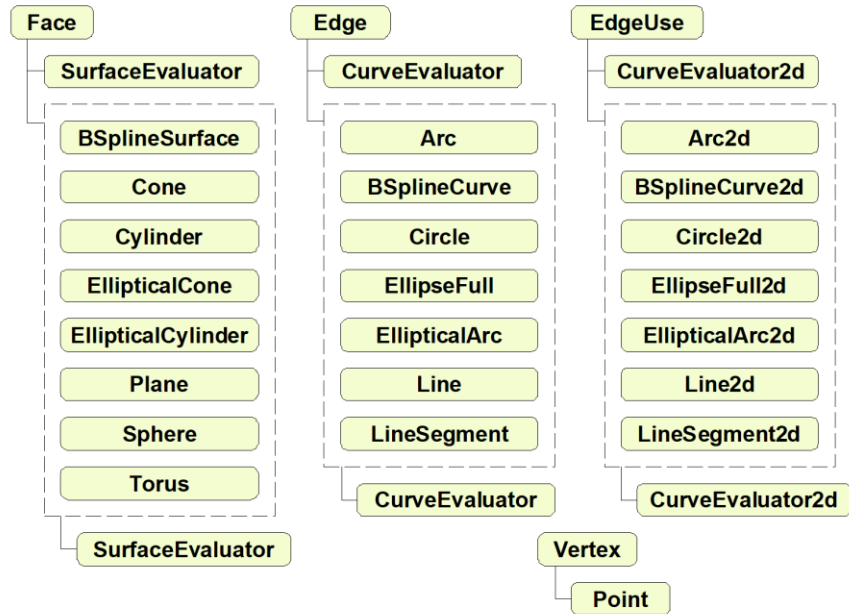 Face
SurfaceEvaluator
BSplineSurface
Cone
Cylinder
EllipticalCone
EllipticalCylinder
Plane
Sphere
Torus
SurfaceEvaluator
Edge
CurveEvaluator
Arc
BSplineCurve
Circle
EllipseFull
EllipticalArc
Line
LineSegment
CurveEvaluator
EdgeUse
CurveEvaluator2d
Arc2d
BSplineCurve2d
Circle2d
EllipseFull2d
EllipticalArc2d
Line2d
LineSegment2d
CurveEvaluator2d
Vertex
Point